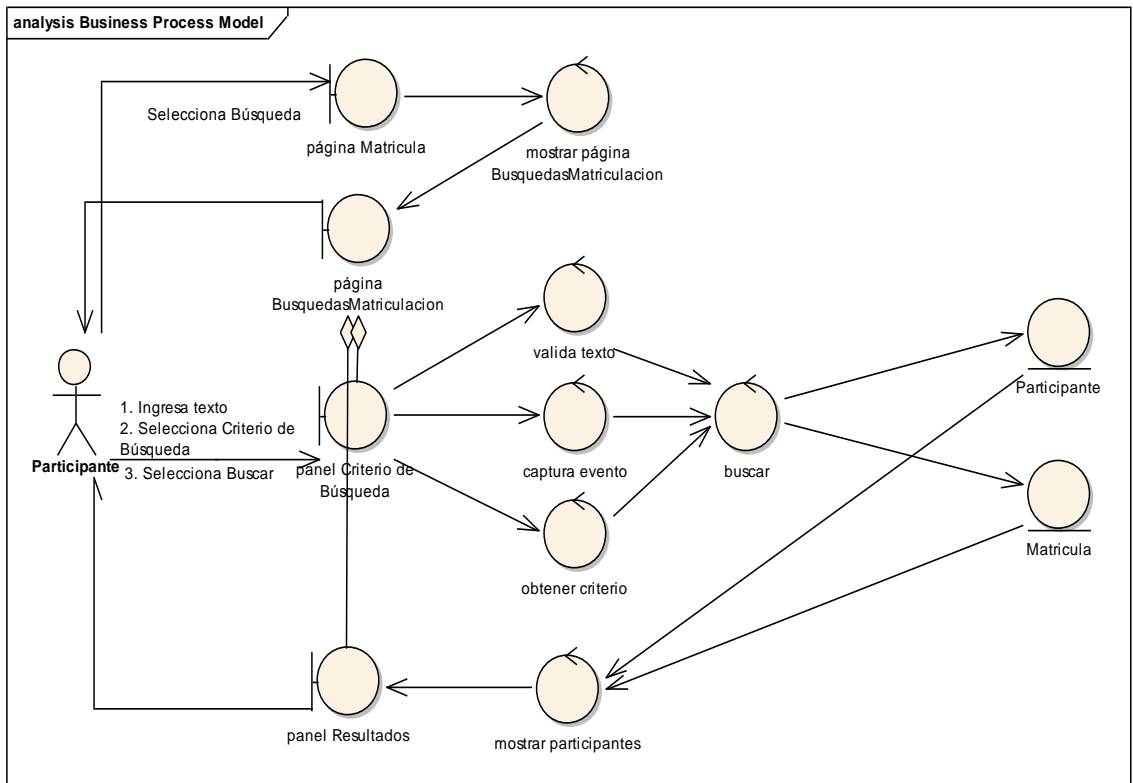 analysis Business Process Model
Selecciona Búsqueda
página Matricula
mostrar página
BusquedasMatriculacion
página
BusquedasMatriculacion
valida texto
Participante
1. Ingresa texto
2. Selecciona Criterio de
Búsqueda
3. Selecciona Buscar
Participante
panel Criterio de
Búsqueda
captura evento
buscar
obtener criterio
Matricula
panel Resultados
mostrar participantes